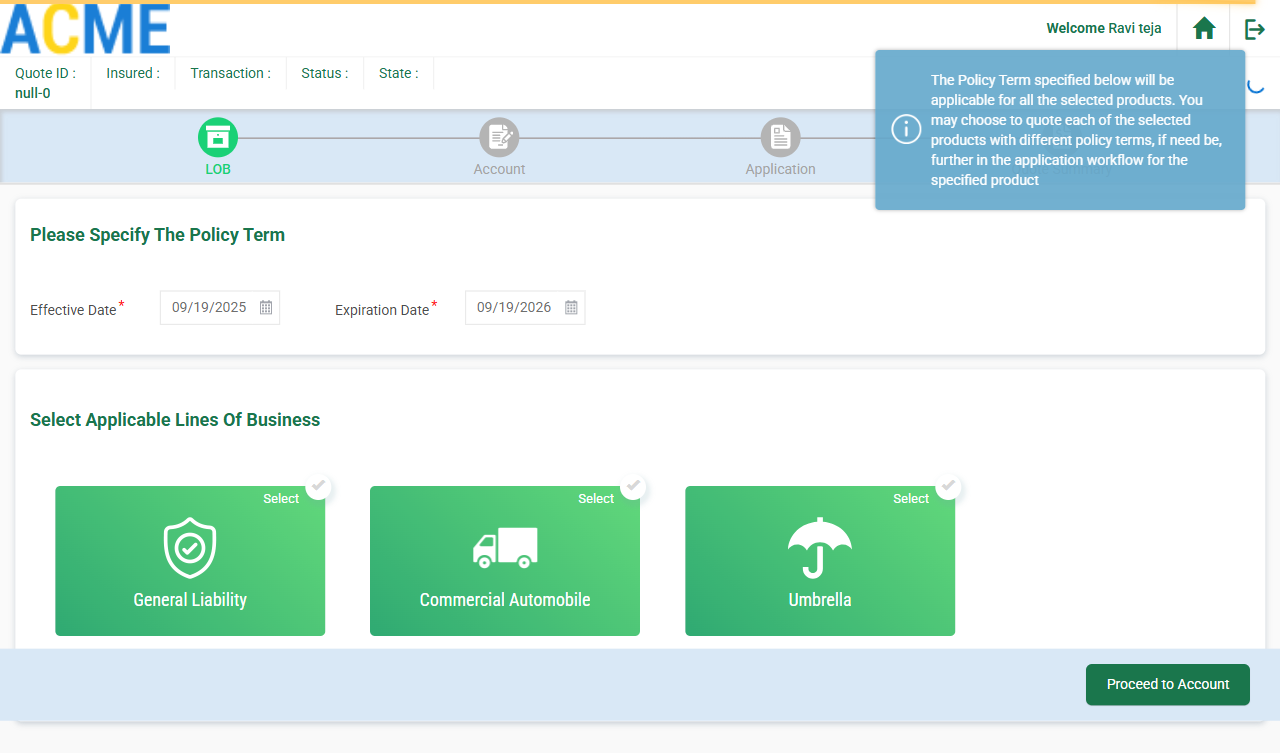 ACME
Welcome Ravi teja
Quote ID :
null-0
Insured :
Transaction :
Status :
State :
The Policy Term specified below will be
applicable for all the selected products. You
may choose to quote each of the selected
products with different policy terms, if need be,
further in the application workflow for the
specified product
LOB
Account
Application
Summary
Please Specify The Policy Term
Effective Date*
09/19/2025
Expiration Date*
09/19/2026
Select Applicable Lines Of Business
Select
General Liability
Select
Commercial Automobile
Select
Umbrella
Proceed to Account